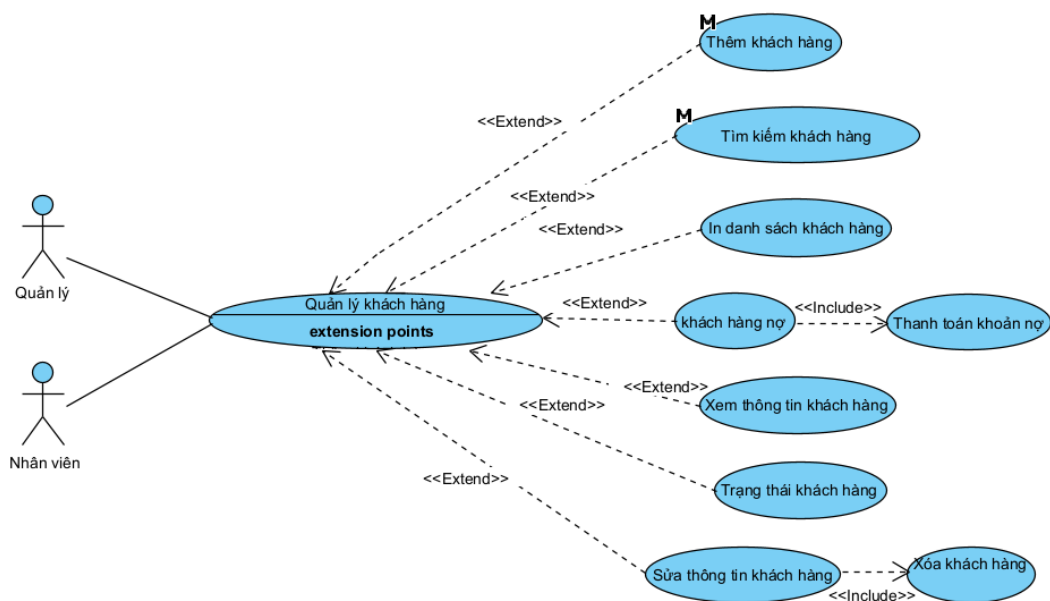 M
Thêm khách hàng
<<Extend>>
M
Tìm kiếm khách hàng
<<Extend>>
<<Extend>>
In danh sách khách hàng
Quản lý
Quản lý khách hàng
extension points
<<Extend>>
khách hàng nợ
<<Include>>
Thanh toán khoản nợ
<<Extend>>
Xem thông tin khách hàng
<<Extend>>
Nhân viên
<<Extend>>
Trạng thái khách hàng
Sửa thông tin khách hàng
Xóa khách hàng
<<Include>>